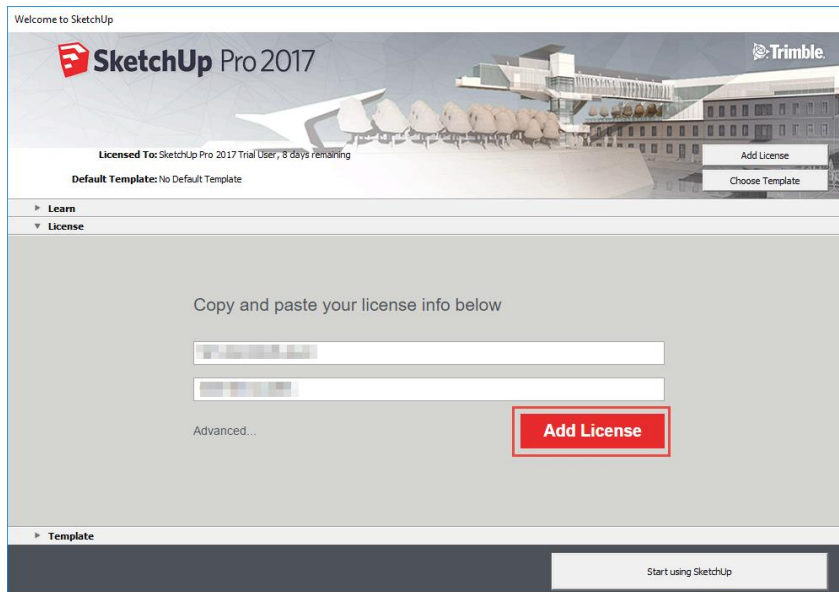 Welcome to SketchUp
SketchUp Pro 2017
Trimble.
Licensed To: SketchUp Pro 2017 Trial User, 8 days remaining
Add License
Default Template: No Default Template
Choose Template
Learn
License
Copy and paste your license info below
Advanced...
Add License
Template
Start using SketchUp